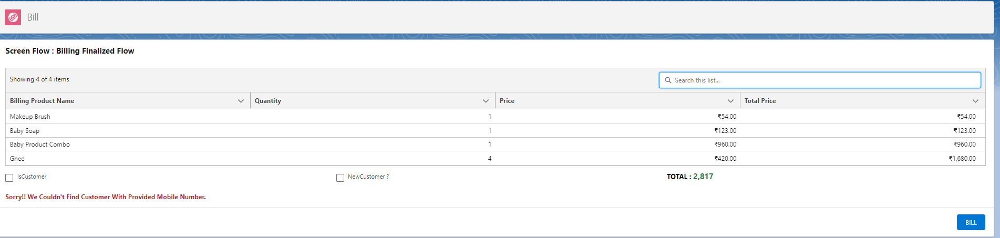 Bill
Screen Flow : Billing Finalized Flow
Showing 4 of 4 items
Search this list...
Billing Product Name Quantity Price Total Price
Makeup Brush 1 ₹54.00 ₹54.00
Baby Soap 1 ₹123.00 ₹123.00
Baby Product Combo 1 ₹960.00 ₹960.00
Ghee 4 ₹420.00 ₹1,680.00
IsCustomer NewCustomer ? TOTAL : 2,817
Sorry!! We Couldn't Find Customer With Provided Mobile Number.
BILL